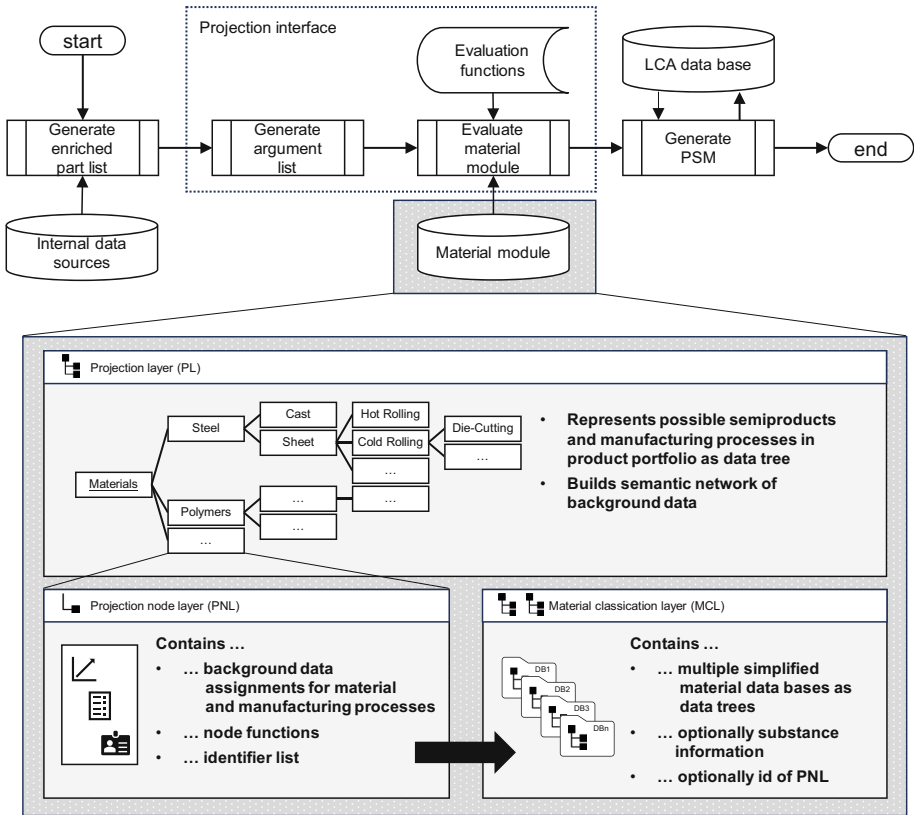 start
Projection interface
Evaluation
functions
LCA data base
Generate
enriched
part list
Generate
argument
list
Evaluate
material
module
Generate
PSM
end
Internal data
sources
Material module
Projection layer (PL)
Materials
Steel
Polymers
…
Cast
Sheet
…
…
Hot Rolling
Cold Rolling
…
…
Die-Cutting
…
• Represents possible semiproducts
and manufacturing processes in
product portfolio as data tree
• Builds semantic network of
background data
Projection node layer (PNL)
Contains …
• … background data
assignments for material
and manufacturing processes
• … node functions
• … identifier list
Material classication layer (MCL)
DB1
DB2
DB3
DBn
Contains …
• … multiple simplified
material data bases as
data trees
• … optionally substance
information
• … optionally id of PNL